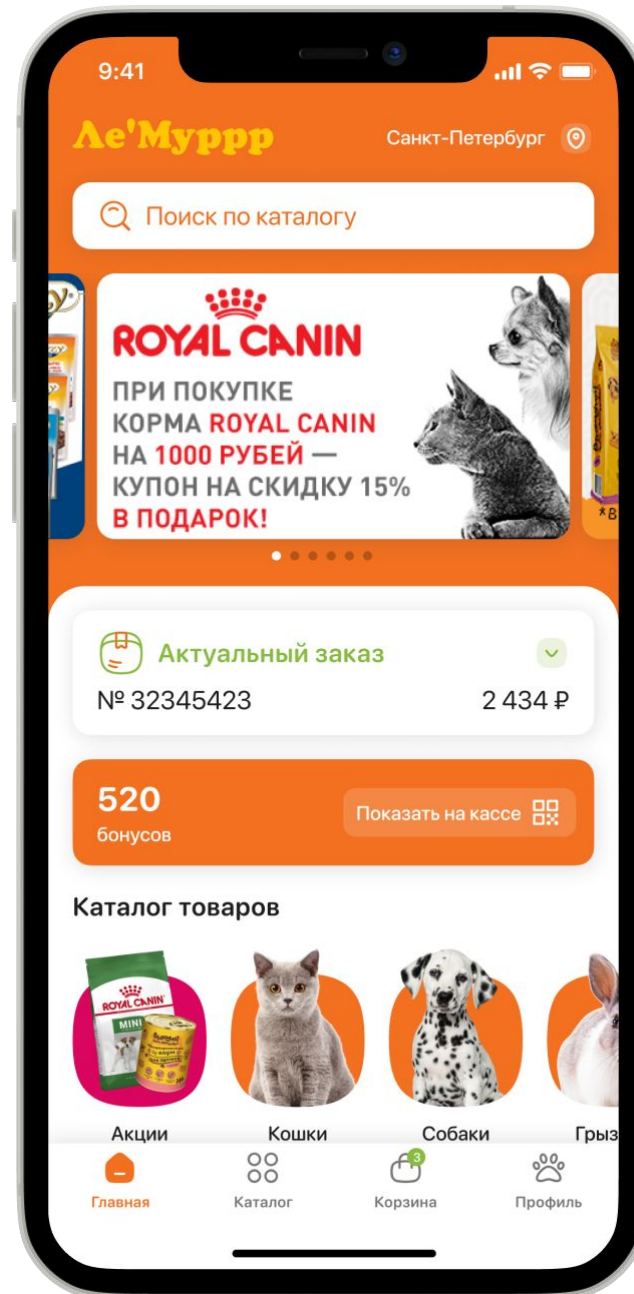 9:41
Ле'Муррр
Санкт-Петербург
Поиск по каталогу
ROYAL CANIN
ПРИ ПОКУПКЕ
КОРМА ROYAL CANIN
НА 1000 РУБЕЙ —
КУПОН НА СКИДКУ 15%
В ПОДАРОК!
*В
Актуальный заказ
№ 32345423
2 434 ₽
520
бонусов
Показать на кассе
Каталог товаров
ROYAL CANIN
MINI
Акции
Кошки
Собаки
Грыз
3
Главная
Каталог
Корзина
Профиль